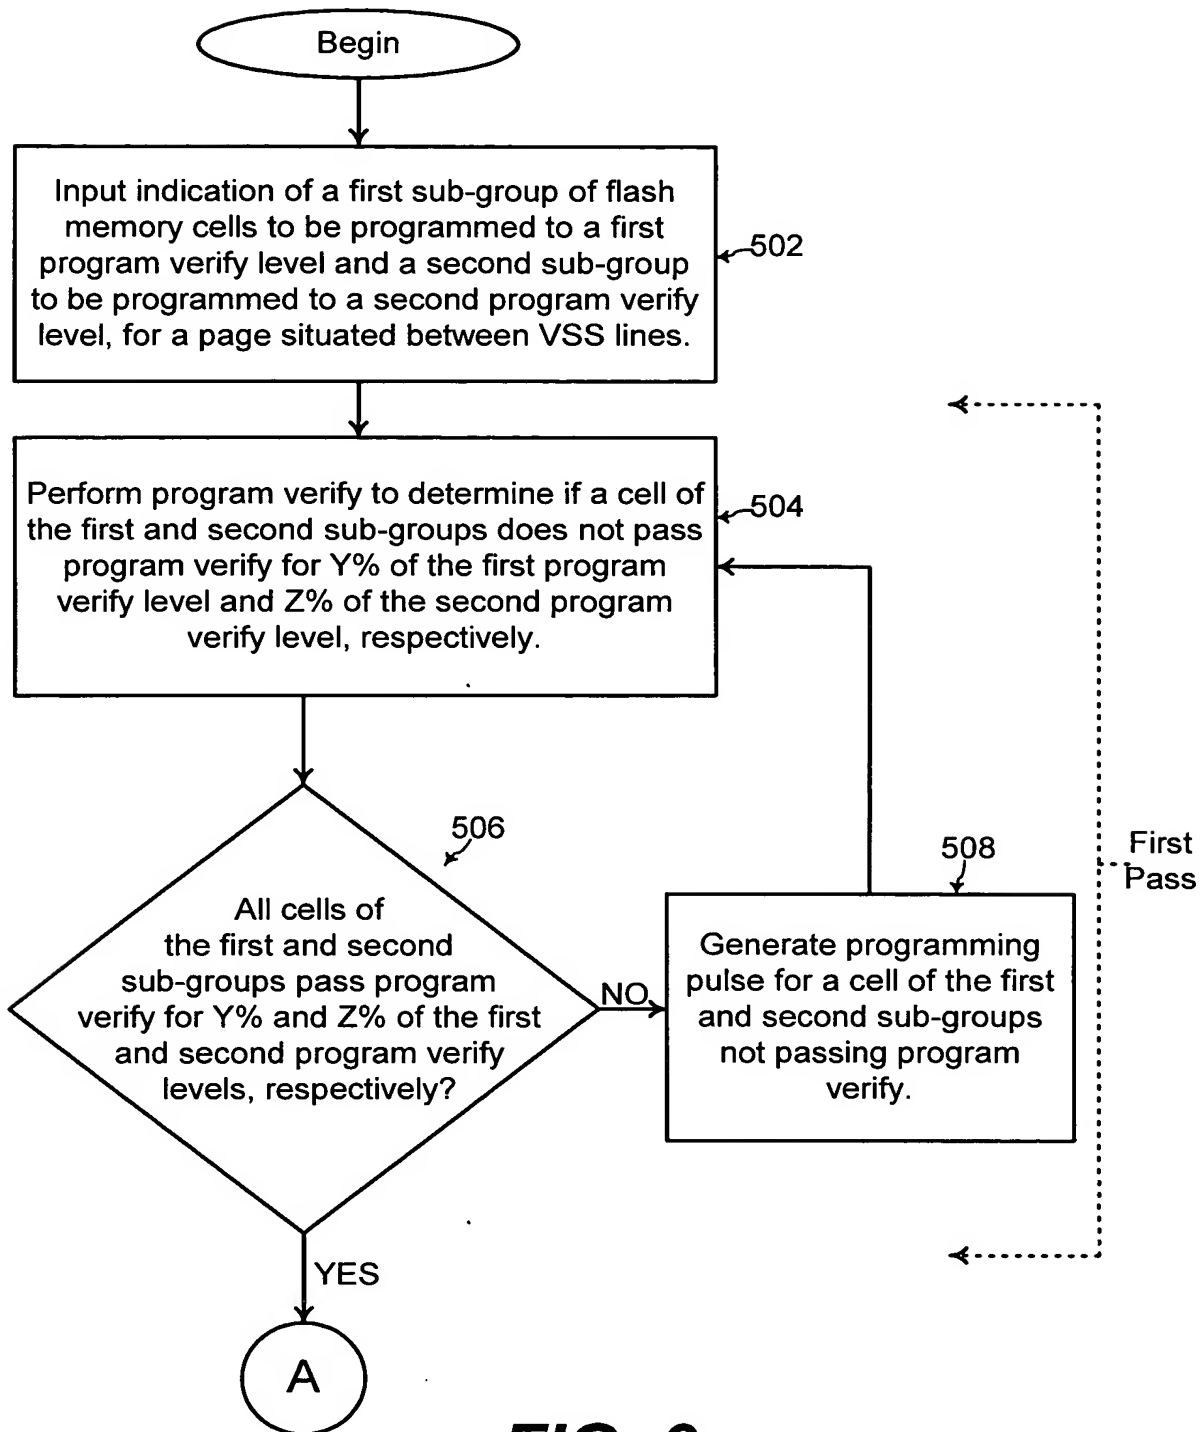 Begin
Input indication of a first sub-group of flash
memory cells to be programmed to a first
program verify level and a second sub-group
to be programmed to a second program verify
level, for a page situated between VSS lines.
502
Perform program verify to determine if a cell of
the first and second sub-groups does not pass
program verify for Y% of the first program
verify level and Z% of the second program
verify level, respectively.
504
506
All cells of
the first and second
sub-groups pass program
verify for Y% and Z% of the first
and second program verify
levels, respectively?
NO
508
Generate programming
pulse for a cell of the first
and second sub-groups
not passing program
verify.
First
Pass
YES
A